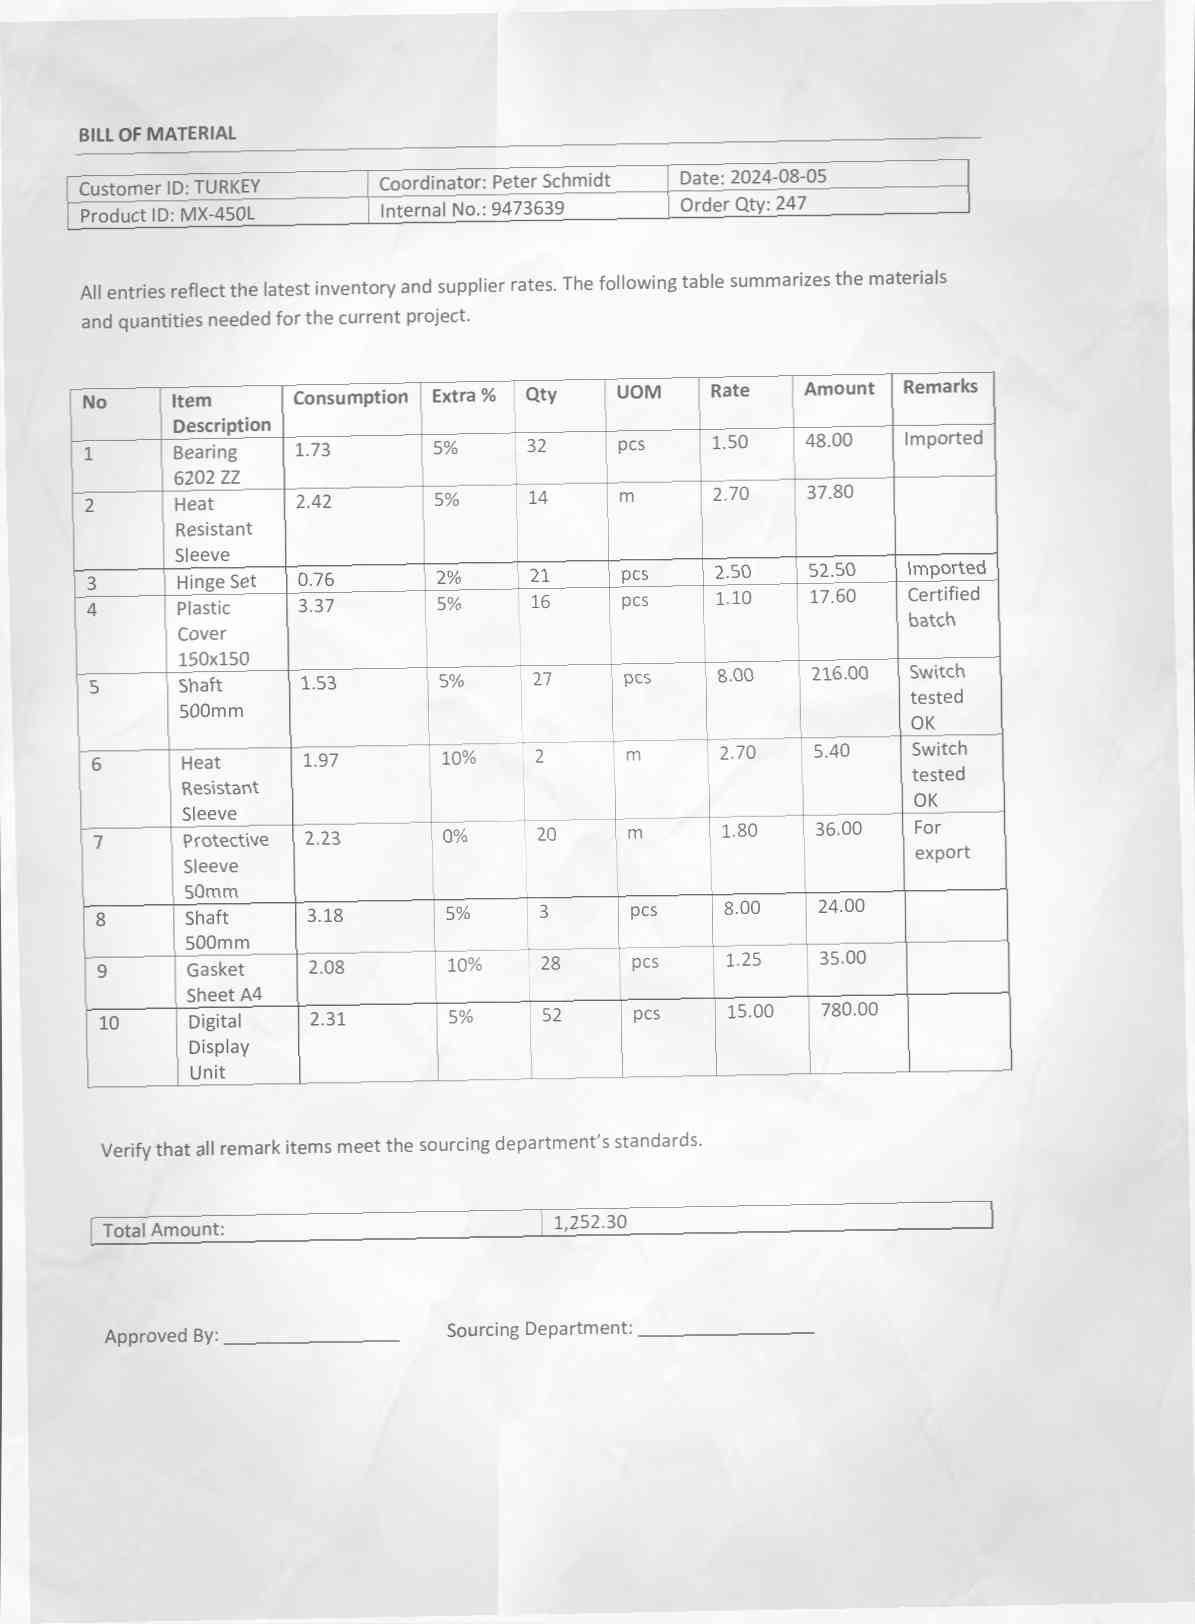 BILL OF MATERIAL
Customer ID: TURKEY Coordinator: Peter Schmidt Date: 2024-08-05
Product ID: MX-450L Internal No.: 9473639 Order Qty: 247
All entries reflect the latest inventory and supplier rates. The following table summarizes the materials
and quantities needed for the current project.
No Item Consumption Extra % Qty UOM Rate Amount Remarks
Description
1 Bearing 1.73 5% 32 pcs 1.50 48.00 Imported
6202 ZZ
2 Heat 2.42 5% 14 m 2.70 37.80
Resistant
Sleeve
3 Hinge Set 0.76 2% 21 pcs 2.50 52.50 Imported
4 Plastic 3.37 5% 16 pcs 1.10 17.60 Certified
Cover batch
150x150
5 Shaft 1.53 5% 27 pcs 8.00 216.00 Switch
500mm tested
OK
6 Heat 1.97 10% 2 m 2.70 5.40 Switch
Resistant tested
Sleeve OK
7 Protective 2.23 0% 20 m 1.80 36.00 For
Sleeve export
50mm
8 Shaft 3.18 5% 3 pcs 8.00 24.00
500mm
9 Gasket 2.08 10% 28 pcs 1.25 35.00
Sheet A4
10 Digital 2.31 5% 52 pcs 15.00 780.00
Display
Unit
Verify that all remark items meet the sourcing department's standards.
Total Amount: 1,252.30
Approved By: ________________ Sourcing Department: ________________